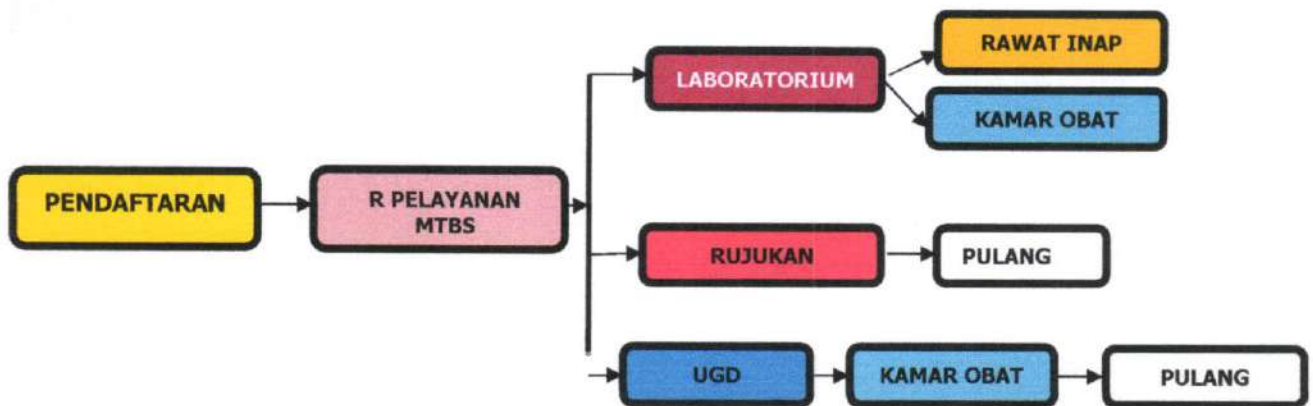 RAWAT INAP
LABORATORIUM
KAMAR OBAT
PENDAFTARAN
R PELAYANAN
MTBS
RUJUKAN
PULANG
UGD
KAMAR OBAT
PULANG